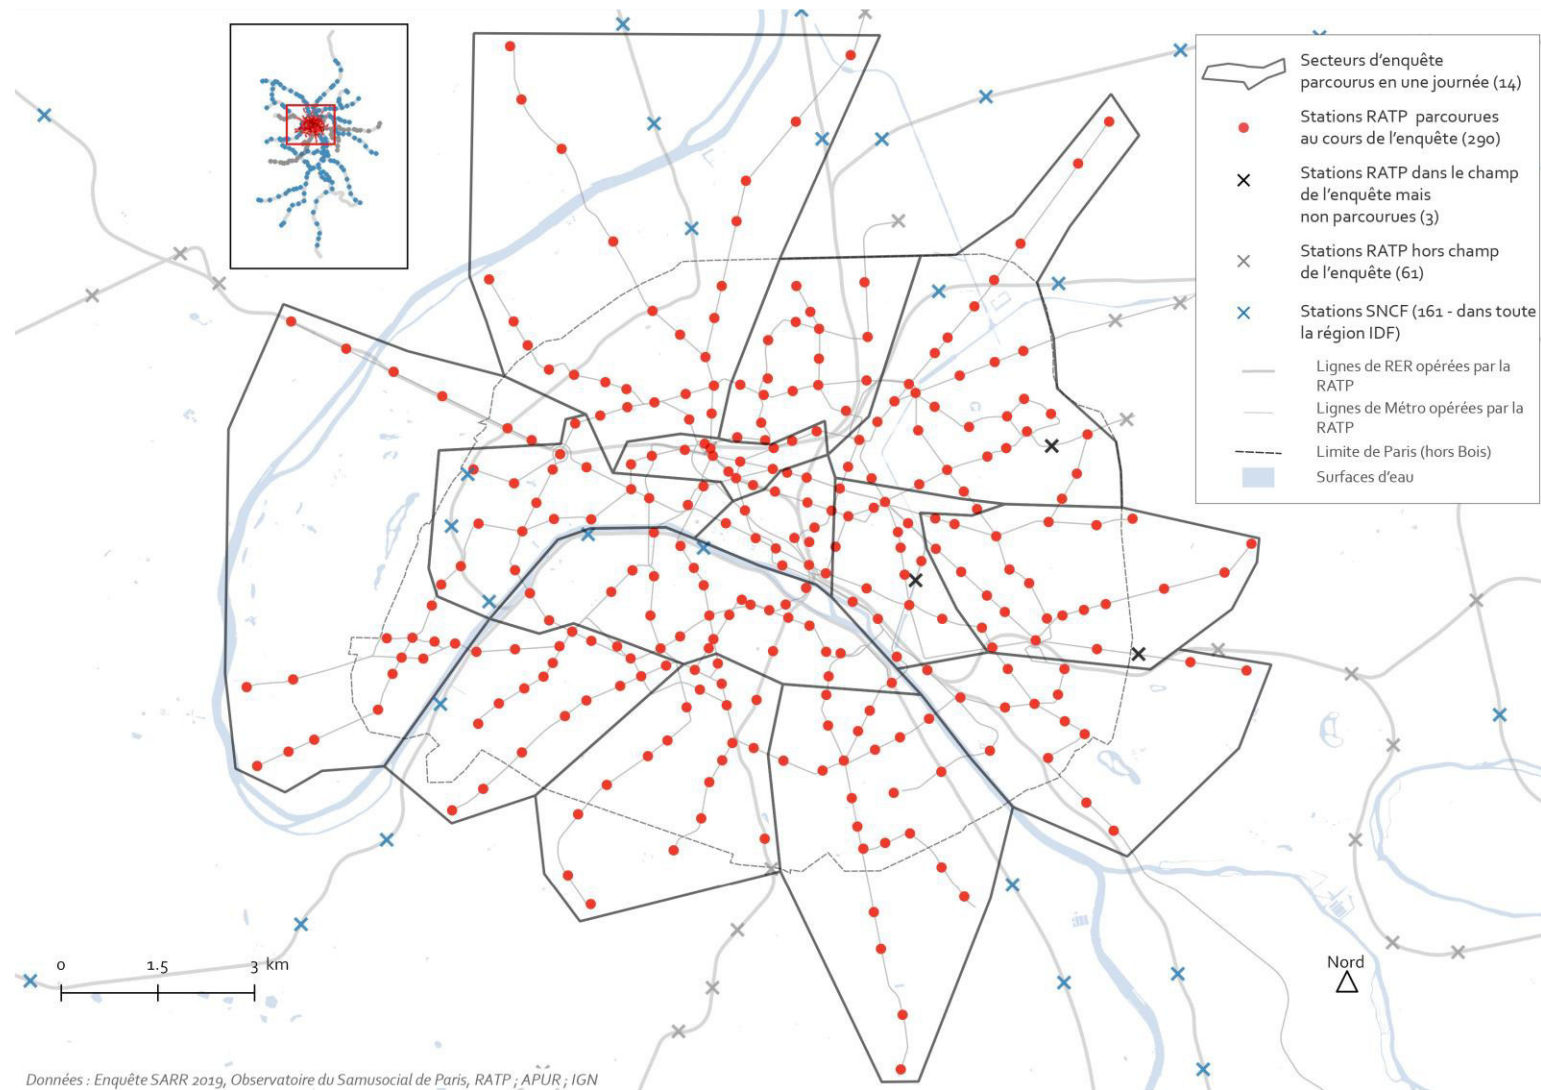 Secteurs d'enquête
parcourus en une journée (14)
Stations RATP parcourues
au cours de l'enquête (290)
Stations RATP dans le champ
de l'enquête mais
non parcourues (3)
Stations RATP hors champ
de l'enquête (61)
Stations SNCF (161 - dans toute
la région IDF)
Lignes de RER opérées par la
RATP
Lignes de Métro opérées par la
RATP
Limite de Paris (hors Bois)
Surfaces d'eau
0 1.5 3 km
Nord
Données : Enquête SARR 2019, Observatoire du Samusocial de Paris, RATP ; APUR ; IGN